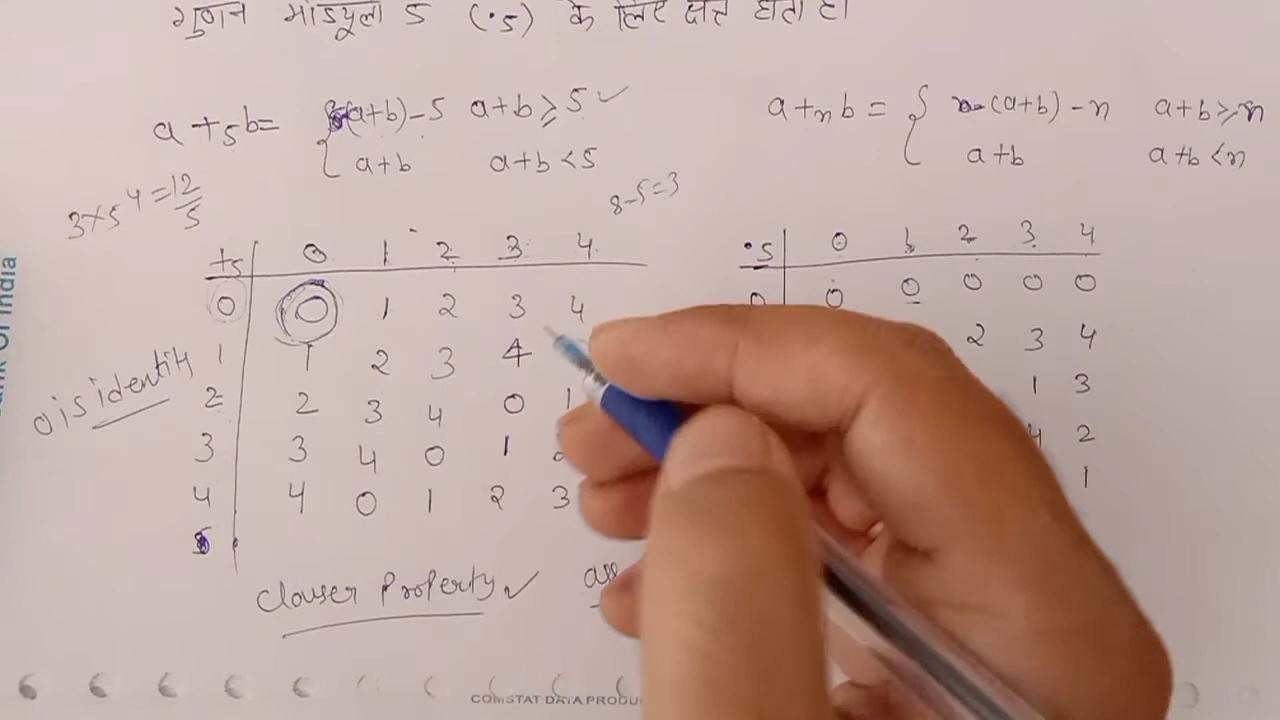 गुणन मॉड्यूलो 5 (·5) के लिए क्षेत्र होता है।
a +₅ b = { (a+b) - 5 a+b ≥ 5 ✓
a+b a+b < 5
a +ₙ b = { (a+b) - n a+b ≥ n
a+b a+b < n
3 ×5 4 = 12/5
8-5=3
+5 0 1 2 3 4
0 0 1 2 3 4
1 1 2 3 4
2 2 3 4 0 1
3 3 4 0 1
4 4 0 1 2 3
0 is identity
·5 0 1 2 3 4
0 0 0 0 0 0
2 3 4
1 3
4 2
1
Clouser Property ✓
Bank Of India
COMSTAT DATA PRODU